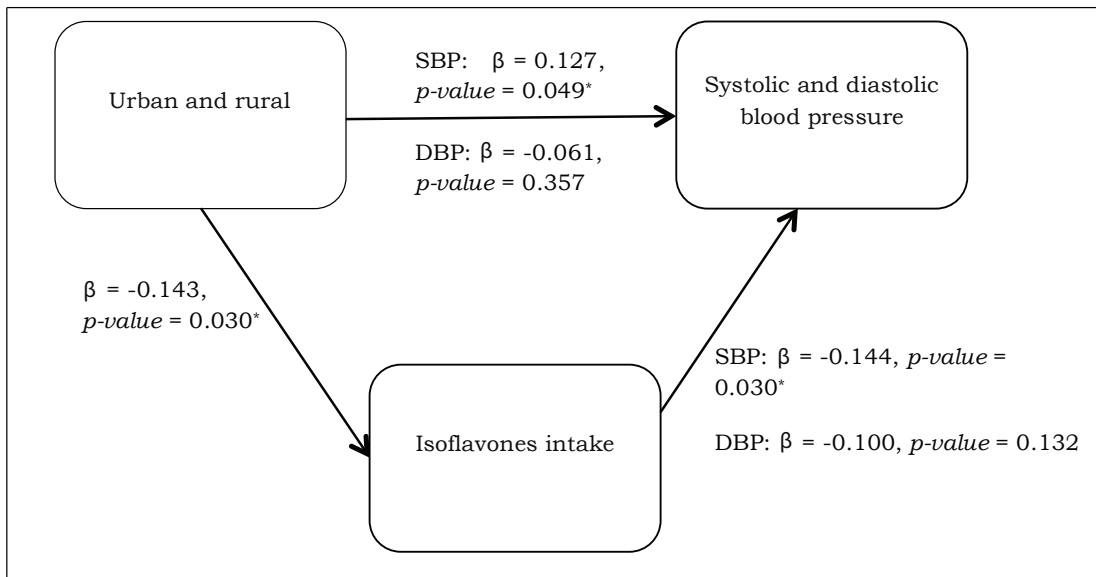 Urban and rural
SBP: β = 0.127,
p-value = 0.049*
DBP: β = -0.061,
p-value = 0.357
Systolic and diastolic
blood pressure
β = -0.143,
p-value = 0.030*
Isoflavones intake
SBP: β = -0.144, p-value =
0.030*
DBP: β = -0.100, p-value = 0.132